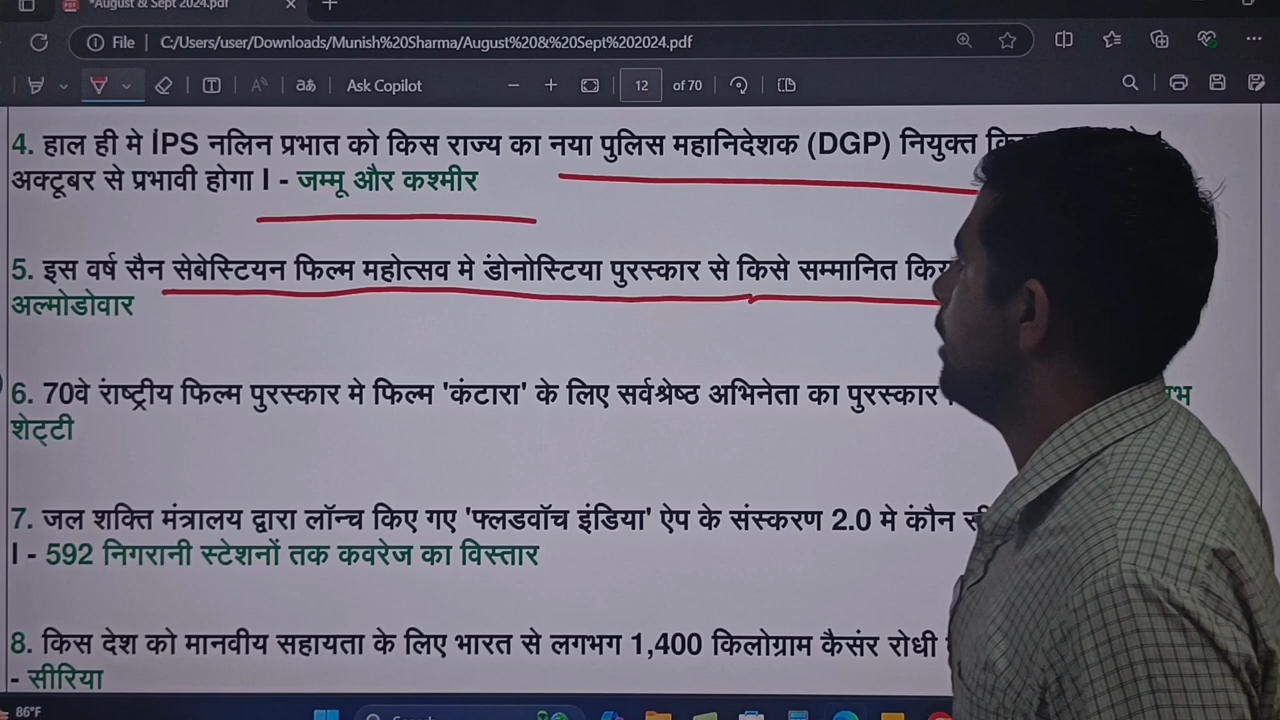 *August & Sept 2024.pdf
File
C:/Users/user/Downloads/Munish%20Sharma/August%20&%20Sept%202024.pdf
aあ Ask Copilot 12 of 70
4. हाल ही मे IPS नलिन प्रभात को किस राज्य का नया पुलिस महानिदेशक (DGP) नियुक्त
अक्टूबर से प्रभावी होगा I - जम्मू और कश्मीर
5. इस वर्ष सैन सेबेस्टियन फिल्म महोत्सव मे डोनोस्टिया पुरस्कार से किसे सम्मानित
अल्मोडोवार
6. 70वे राष्ट्रीय फिल्म पुरस्कार मे फिल्म 'कंटारा' के लिए सर्वश्रेष्ठ अभिनेता का पुरस्कार
शेट्टी
7. जल शक्ति मंत्रालय द्वारा लॉन्च किए गए 'फ्लडवॉच इंडिया' ऐप के संस्करण 2.0 मे कौन
I - 592 निगरानी स्टेशनों तक कवरेज का विस्तार
8. किस देश को मानवीय सहायता के लिए भारत से लगभग 1,400 किलोग्राम कैसंर रोधी
- सीरिया
86°F